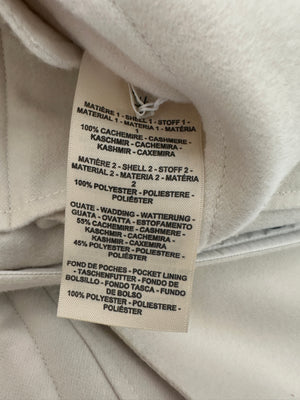 MATIÈRE 1 - SHELL 1 - STOFF 1 -
MATERIAL 1 - MATERIA 1 - MATÉRIA
1
100% CACHEMIRE - CASHMERE -
KASCHMIR - CACHEMIRA -
KASHMIR - CAXEMIRA
MATIÈRE 2 - SHELL 2 - STOFF 2 -
MATERIAL 2 - MATERIA 2 - MATÉRIA
2
100% POLYESTER - POLIESTERE -
POLIÉSTER
OUATE - WADDING - WATTIERUNG -
GUATA - OVATTA - ESTOFAMENTO
55% CACHEMIRE - CASHMERE -
KASCHMIR - CACHEMIRA -
KASHMIR - CAXEMIRA
45% POLYESTER - POLIESTERE -
POLIÉSTER
FOND DE POCHES - POCKET LINING
- TASCHENFUTTER - FONDO DE
BOLSILLO - FONDO TASCA - FUNDO
DE BOLSO
100% POLYESTER - POLIESTERE -
POLIÉSTER